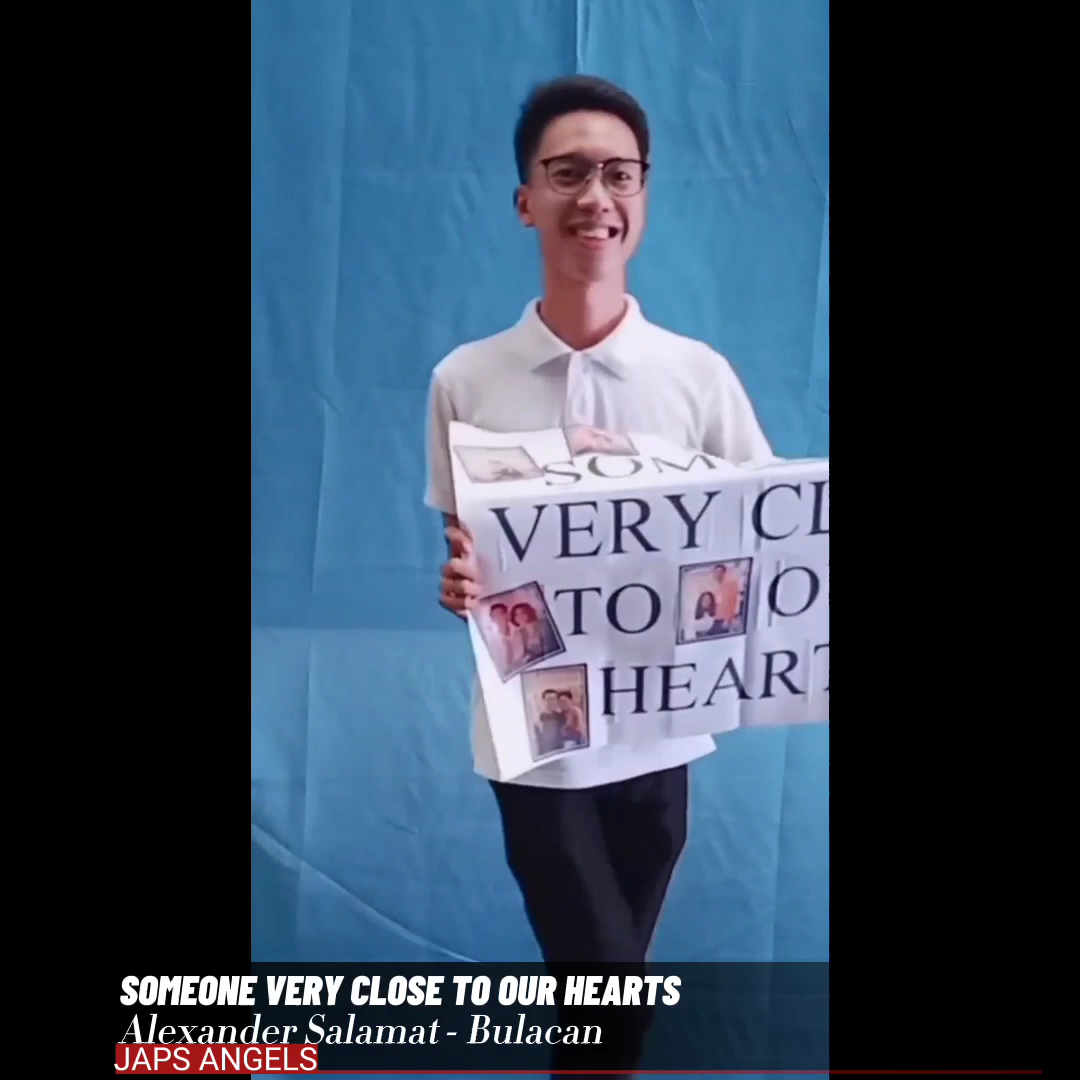 SOM
VERY CL
TO O
HEART
SOMEONE VERY CLOSE TO OUR HEARTS
Alexander Salamat - Bulacan
JAPS ANGELS